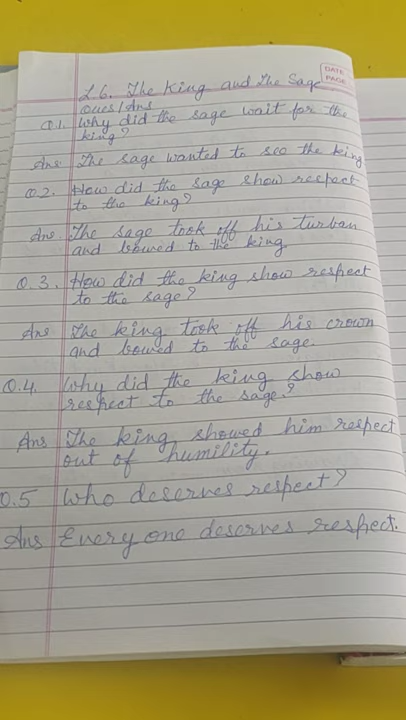 DATE
PAGE
L6. The King and The Sage
Ques/Ans
Q.1. Why did the sage wait for the
king?
Ans. The sage wanted to see the king
Q.2. How did the sage show respect
to the king?
Ans. The sage took off his turban
and bowed to the king.
Q.3. How did the king show respect
to the sage?
Ans The king took off his crown
and bowed to the sage.
Q.4. Why did the king show
respect to the sage?
Ans The king showed him respect
out of humility.
Q.5 Who deserves respect?
Ans Every one deserves respect.